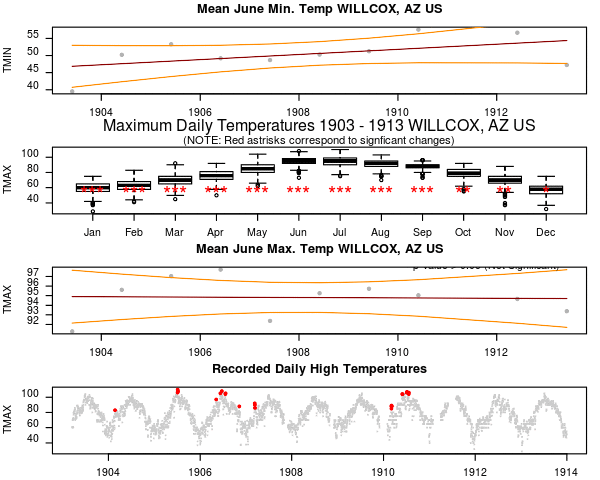 Mean June Min. Temp WILLCOX, AZ US
TMIN
55
50
45
40
1904 1906 1908 1910 1912
Maximum Daily Temperatures 1903 - 1913 WILLCOX, AZ US
(NOTE: Red astrisks correspond to signficant changes)
TMAX
100
80
60
40
*** *** *** *** *** *** *** *** *** ** ** *
Jan Feb Mar Apr May Jun Jul Aug Sep Oct Nov Dec
Mean June Max. Temp WILLCOX, AZ US
(Not Significant)
TMAX
97
96
95
94
93
92
1904 1906 1908 1910 1912
Recorded Daily High Temperatures
TMAX
100
80
60
40
1904 1906 1908 1910 1912 1914